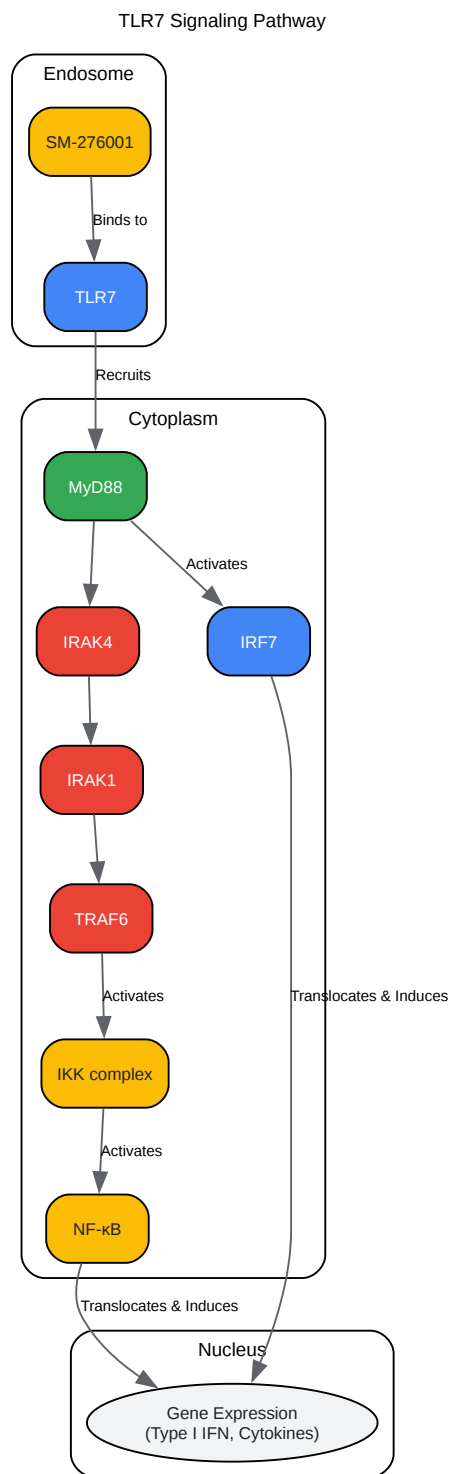 TLR7 Signaling Pathway
Endosome
SM-276001
Binds to
TLR7
Recruits
Cytoplasm
MyD88
Activates
IRAK4
IRF7
IRAK1
TRAF6
Activates
Translocates & Induces
IKK complex
Activates
NF-κB
Translocates & Induces
Nucleus
Gene Expression
(Type I IFN, Cytokines)